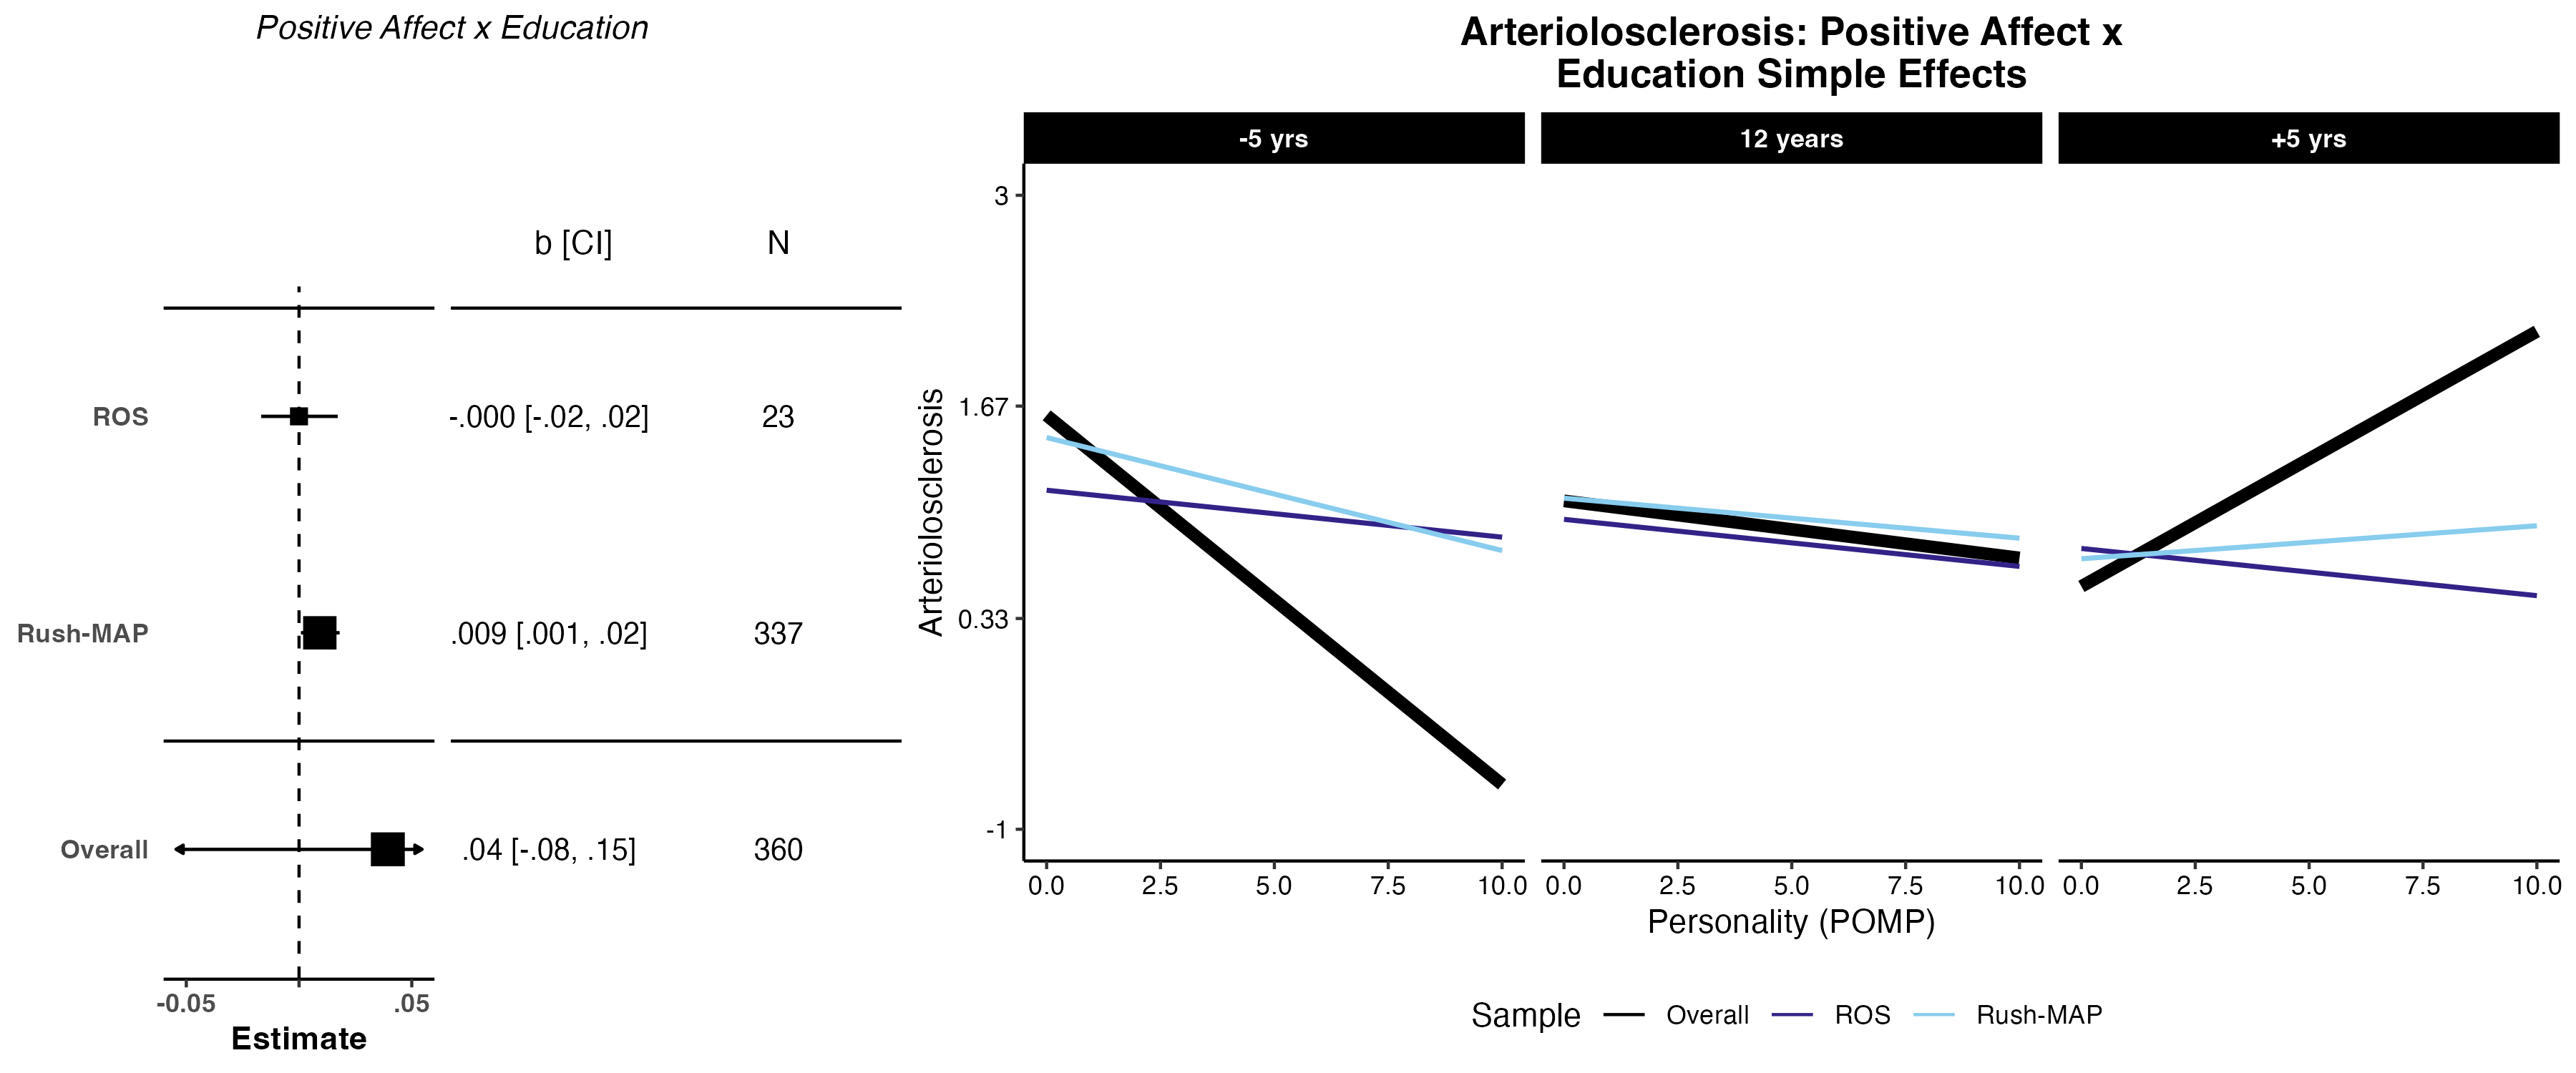 Positive Affect x Education
b [CI] N
ROS -.000 [-.02, .02] 23
Rush-MAP .009 [.001, .02] 337
Overall .04 [-.08, .15] 360
-0.05 .05
Estimate
Arteriolosclerosis: Positive Affect x
Education Simple Effects
-5 yrs 12 years +5 yrs
Arteriolosclerosis
3
1.67
0.33
-1
0.0 2.5 5.0 7.5 10.0 0.0 2.5 5.0 7.5 10.0 0.0 2.5 5.0 7.5 10.0
Personality (POMP)
Sample Overall ROS Rush-MAP